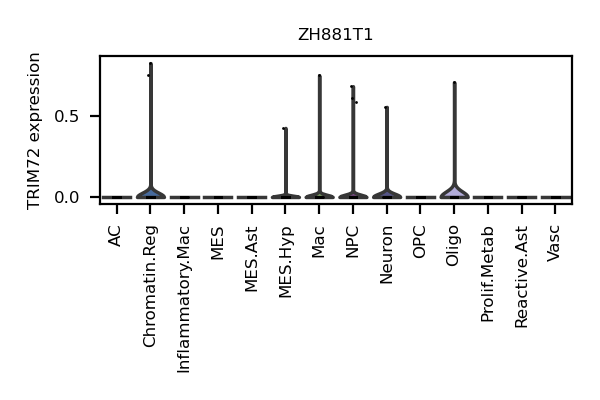 ZH881T1
TRIM72 expression
0.5
0.0
AC
Chromatin.Reg
Inflammatory.Mac
MES
MES.Ast
MES.Hyp
Mac
NPC
Neuron
OPC
Oligo
Prolif.Metab
Reactive.Ast
Vasc